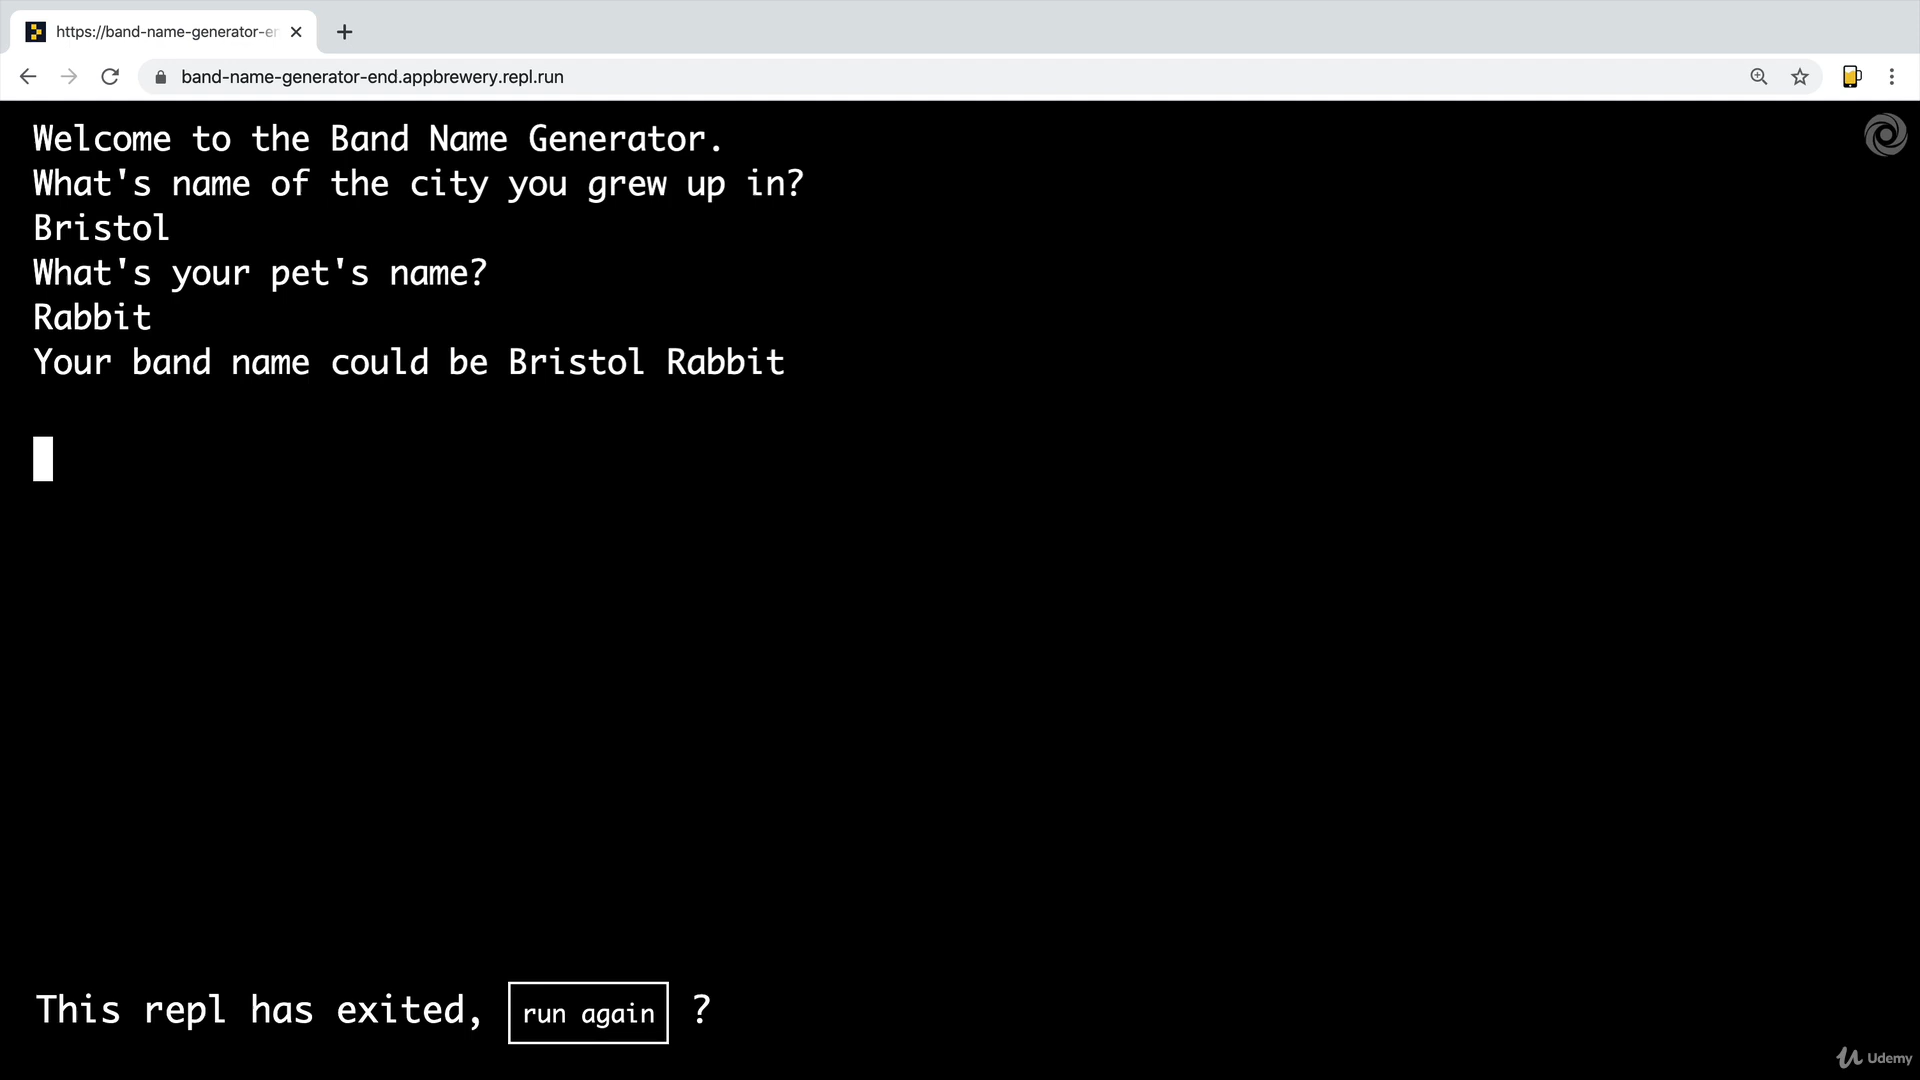 https://band-name-generator-er
band-name-generator-end.appbrewery.repl.run
Welcome to the Band Name Generator.
What's name of the city you grew up in?
Bristol
What's your pet's name?
Rabbit
Your band name could be Bristol Rabbit
This repl has exited, run again ?
Udemy